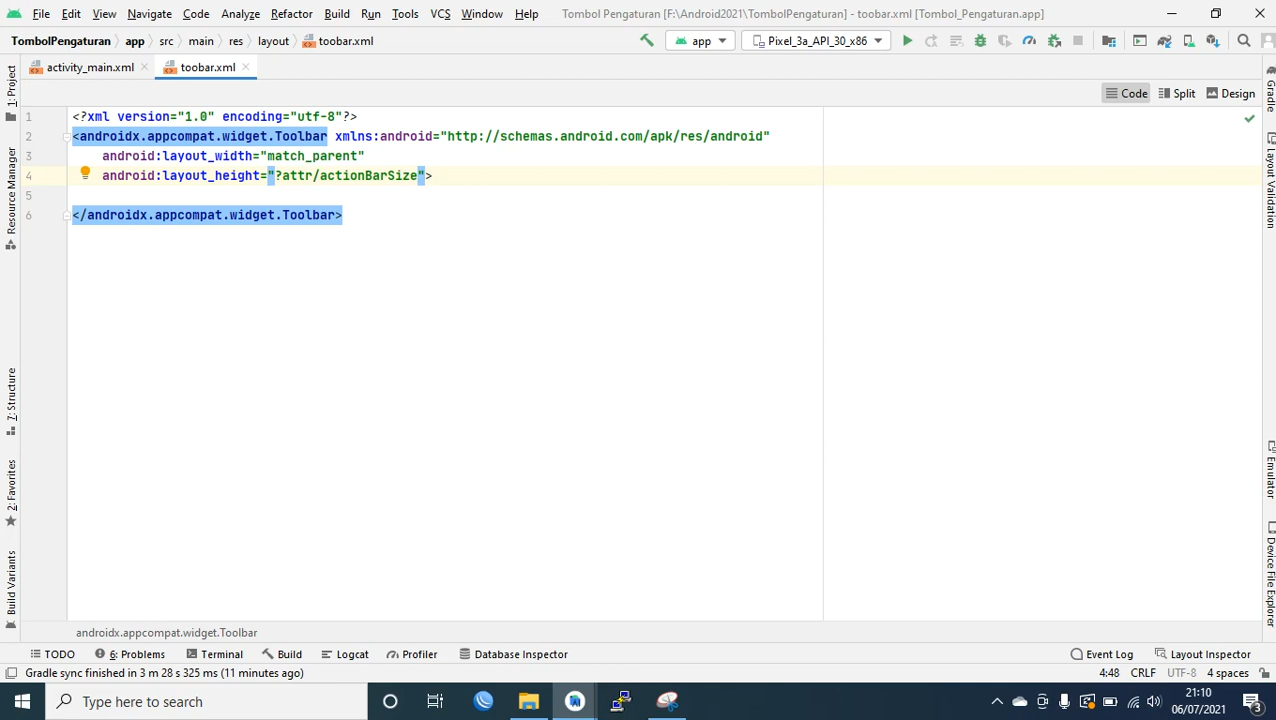 File Edit View Navigate Code Analyze Refactor Build Run Tools VCS Window Help Tombol Pengaturan [F:\Android2021\TombolPengaturan] - toobar.xml [Tombol_Pengaturan.app]
TombolPengaturan app src main res layout toobar.xml app Pixel_3a_API_30_x86
activity_main.xml toobar.xml
Code Split Design
1 <?xml version="1.0" encoding="utf-8"?>
2 <androidx.appcompat.widget.Toolbar xmlns:android="http://schemas.android.com/apk/res/android"
3 android:layout_width="match_parent"
4 android:layout_height="?attr/actionBarSize">
5
6 </androidx.appcompat.widget.Toolbar>
1: Project
Resource Manager
7: Structure
2: Favorites
Build Variants
Gradle
Layout Validation
Emulator
Device File Explorer
androidx.appcompat.widget.Toolbar
TODO 6: Problems Terminal Build Logcat Profiler Database Inspector Event Log Layout Inspector
Gradle sync finished in 3 m 28 s 325 ms (11 minutes ago) 4:48 CRLF UTF-8 4 spaces
Type here to search
21:10
06/07/2021
3